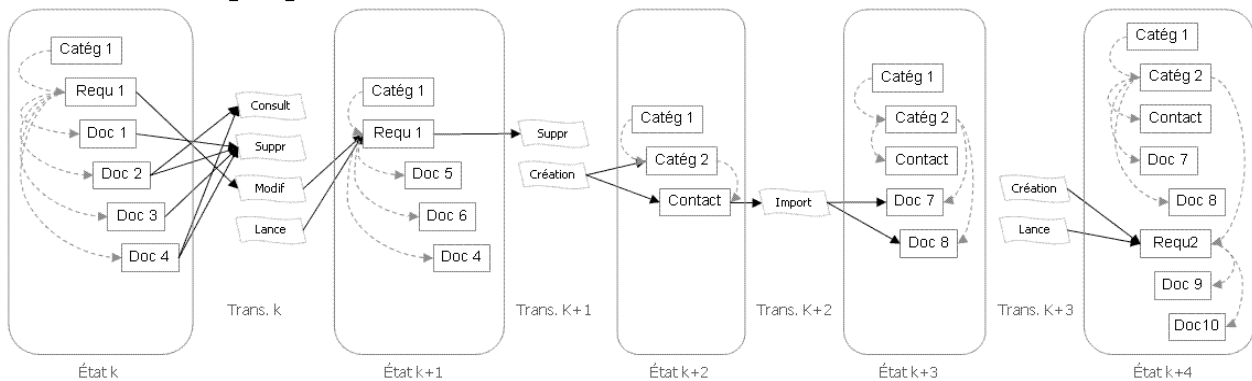 Catég 1
Requ 1
Doc 1
Doc 2
Doc 3
Doc 4
État k
Consult
Suppr
Modif
Lance
Trans. k
Catég 1
Requ 1
Doc 5
Doc 6
Doc 4
État k+1
Suppr
Création
Trans. K+1
Catég 1
Catég 2
Contact
État k+2
Import
Trans. K+2
Catég 1
Catég 2
Contact
Doc 7
Doc 8
État k+3
Création
Lance
Trans. K+3
Catég 1
Catég 2
Contact
Doc 7
Doc 8
Requ2
Doc 9
Doc10
État k+4